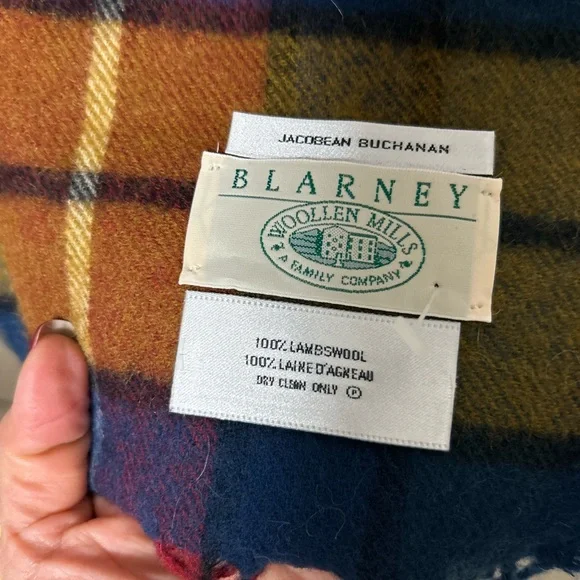 JACOBEAN BUCHANAN
BLARNEY
WOOLLEN MILLS
A FAMILY COMPANY
100% LAMBSWOOL
100% LAINE D'AGNEAU
DRY CLEAN ONLY Ⓟ